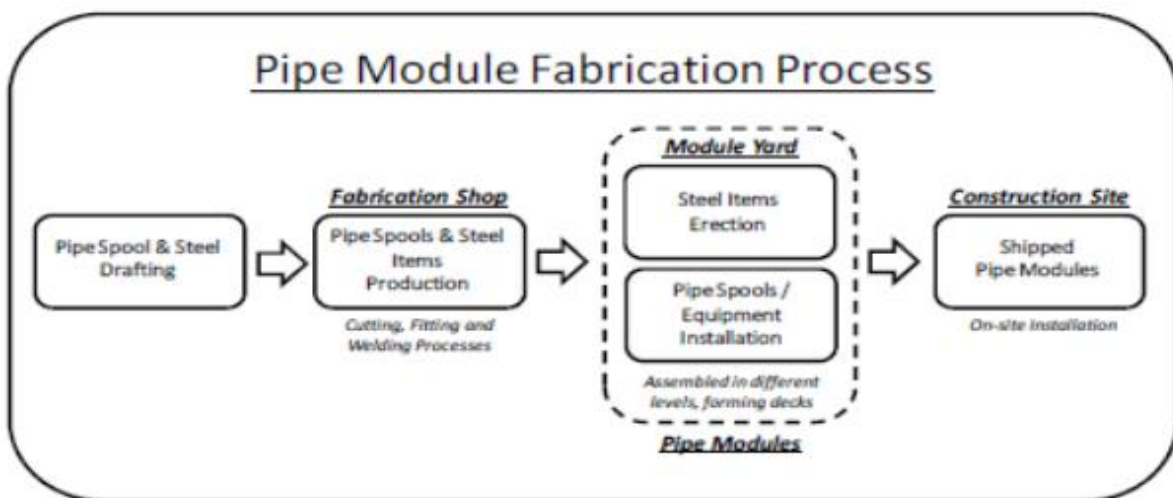 Pipe Module Fabrication Process
Pipe Spool & Steel
Drafting
Fabrication Shop
Pipe Spools & Steel
Items
Production
Cutting, Fitting and
Welding Processes
Module Yard
Steel Items
Erection
Pipe Spools /
Equipment
Installation
Assembled in different
levels, forming decks
Pipe Modules
Construction Site
Shipped
Pipe Modules
On-site Installation